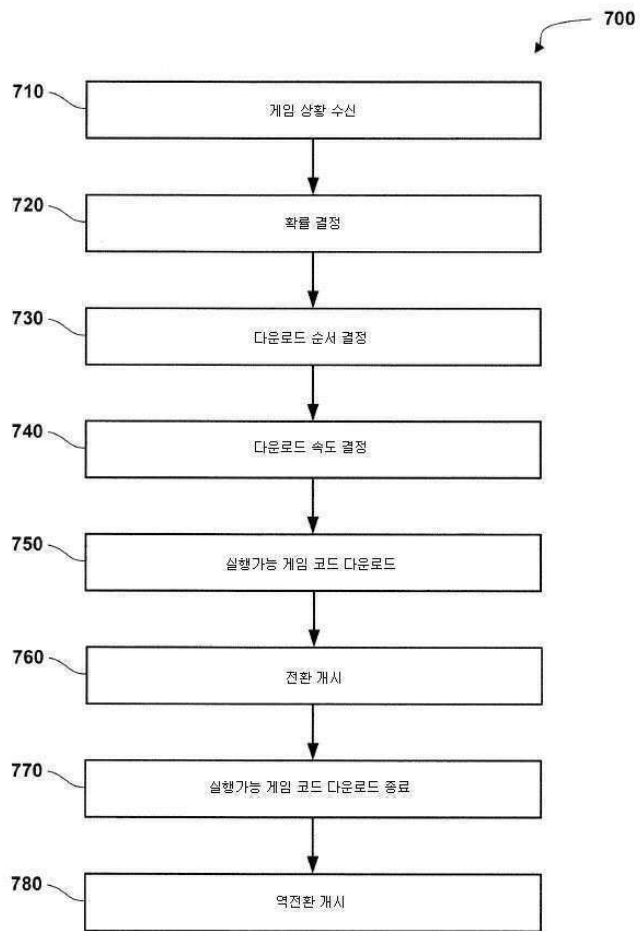 700
710
게임 상황 수신
720
확률 결정
730
다운로드 순서 결정
740
다운로드 속도 결정
750
실행가능 게임 코드 다운로드
760
전환 개시
770
실행가능 게임 코드 다운로드 종료
780
역전환 개시